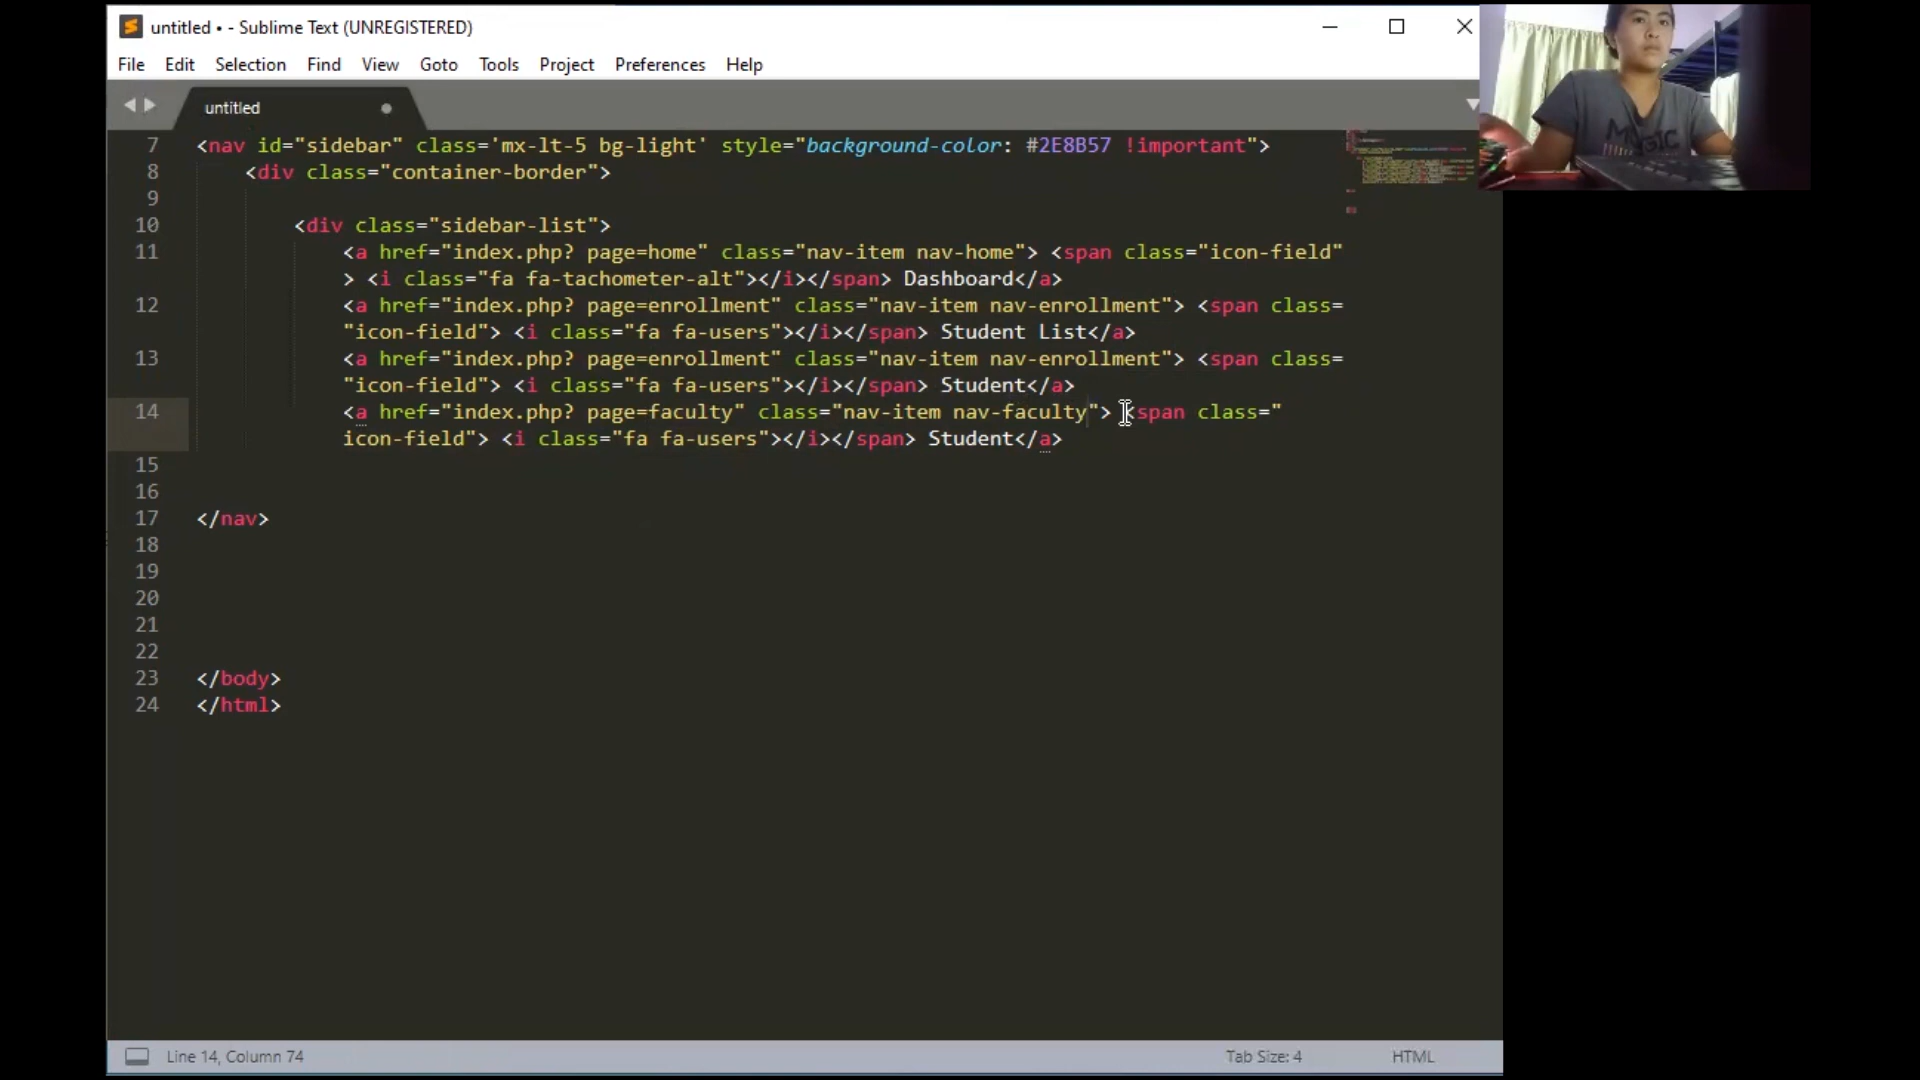 untitled • - Sublime Text (UNREGISTERED)
File Edit Selection Find View Goto Tools Project Preferences Help
untitled
7 <nav id="sidebar" class='mx-lt-5 bg-light' style="background-color: #2E8B57 !important">
8 <div class="container-border">
9
10 <div class="sidebar-list">
11 <a href="index.php? page=home" class="nav-item nav-home"> <span class="icon-field"
> <i class="fa fa-tachometer-alt"></i></span> Dashboard</a>
12 <a href="index.php? page=enrollment" class="nav-item nav-enrollment"> <span class=
"icon-field"> <i class="fa fa-users"></i></span> Student List</a>
13 <a href="index.php? page=enrollment" class="nav-item nav-enrollment"> <span class=
"icon-field"> <i class="fa fa-users"></i></span> Student</a>
14 <a href="index.php? page=faculty" class="nav-item nav-faculty"> <span class="
icon-field"> <i class="fa fa-users"></i></span> Student</a>
15
16
17 </nav>
18
19
20
21
22
23 </body>
24 </html>
Line 14, Column 74 Tab Size: 4 HTML